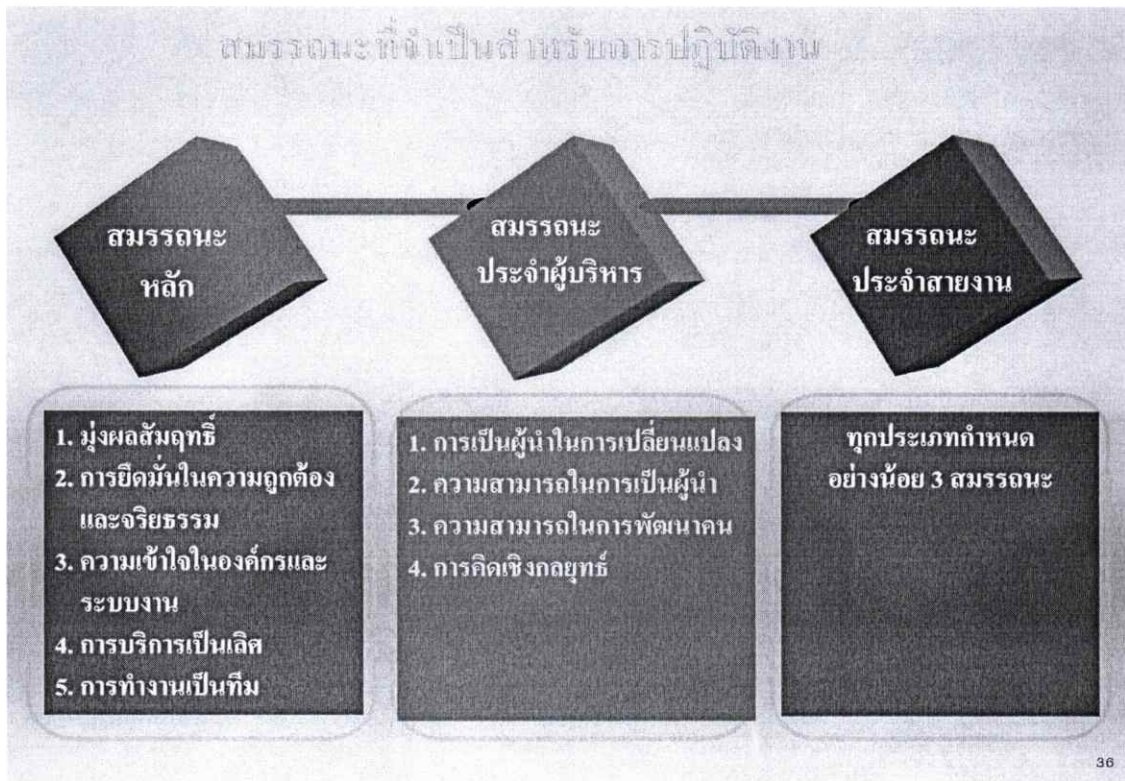 สมรรถนะที่จำเป็นสำหรับการปฏิบัติงาน
สมรรถนะ
หลัก
สมรรถนะ
ประจำผู้บริหาร
สมรรถนะ
ประจำสายงาน
1. มุ่งผลสัมฤทธิ์
2. การยึดมั่นในความถูกต้อง
และจริยธรรม
3. ความเข้าใจในองค์กรและ
ระบบงาน
4. การบริการเป็นเลิศ
5. การทำงานเป็นทีม
1. การเป็นผู้นำในการเปลี่ยนแปลง
2. ความสามารถในการเป็นผู้นำ
3. ความสามารถในการพัฒนาคน
4. การคิดเชิงกลยุทธ์
ทุกประเภทกำหนด
อย่างน้อย 3 สมรรถนะ
36